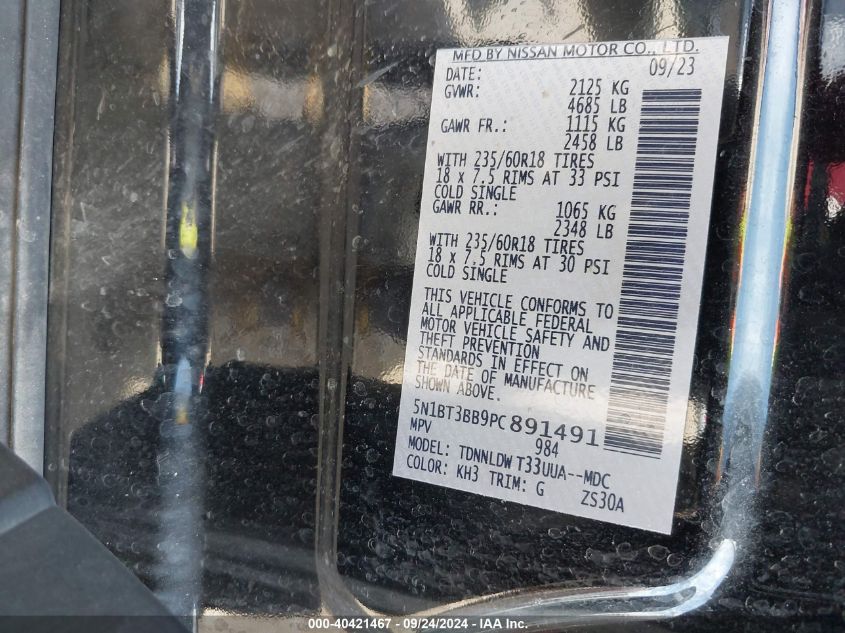 MFD BY NISSAN MOTOR CO., LTD.
DATE: 09/23
GVWR: 2125 KG
4685 LB
GAWR FR.: 1115 KG
2458 LB
WITH 235/60R18 TIRES
18 x 7.5 RIMS AT 33 PSI
COLD SINGLE
GAWR RR.: 1065 KG
2348 LB
WITH 235/60R18 TIRES
18 x 7.5 RIMS AT 30 PSI
COLD SINGLE
THIS VEHICLE CONFORMS TO
ALL APPLICABLE FEDERAL
MOTOR VEHICLE SAFETY AND
THEFT PREVENTION
STANDARDS IN EFFECT ON
THE DATE OF MANUFACTURE
SHOWN ABOVE.
5N1BT3BB9PC891491
MPV 984
MODEL: TDNNLDW T33UUA--MDC
COLOR: KH3 TRIM: G ZS30A
000-40421467 - 09/24/2024 - IAA Inc.